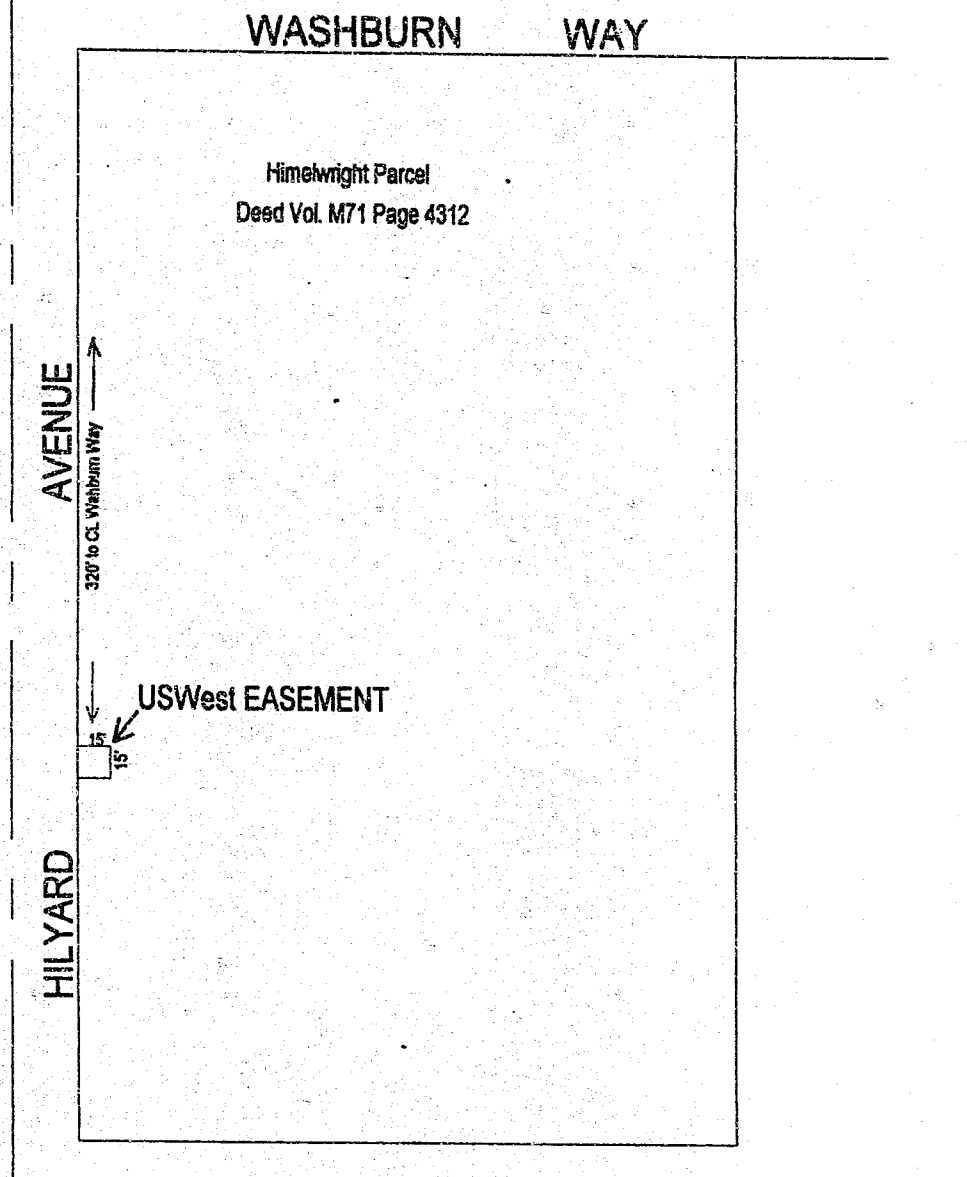 WASHBURN WAY
Himelwright Parcel
Deed Vol. M71 Page 4312
HILYARD AVENUE
320' to CL Wahburn Way
USWest EASEMENT
15'
15'